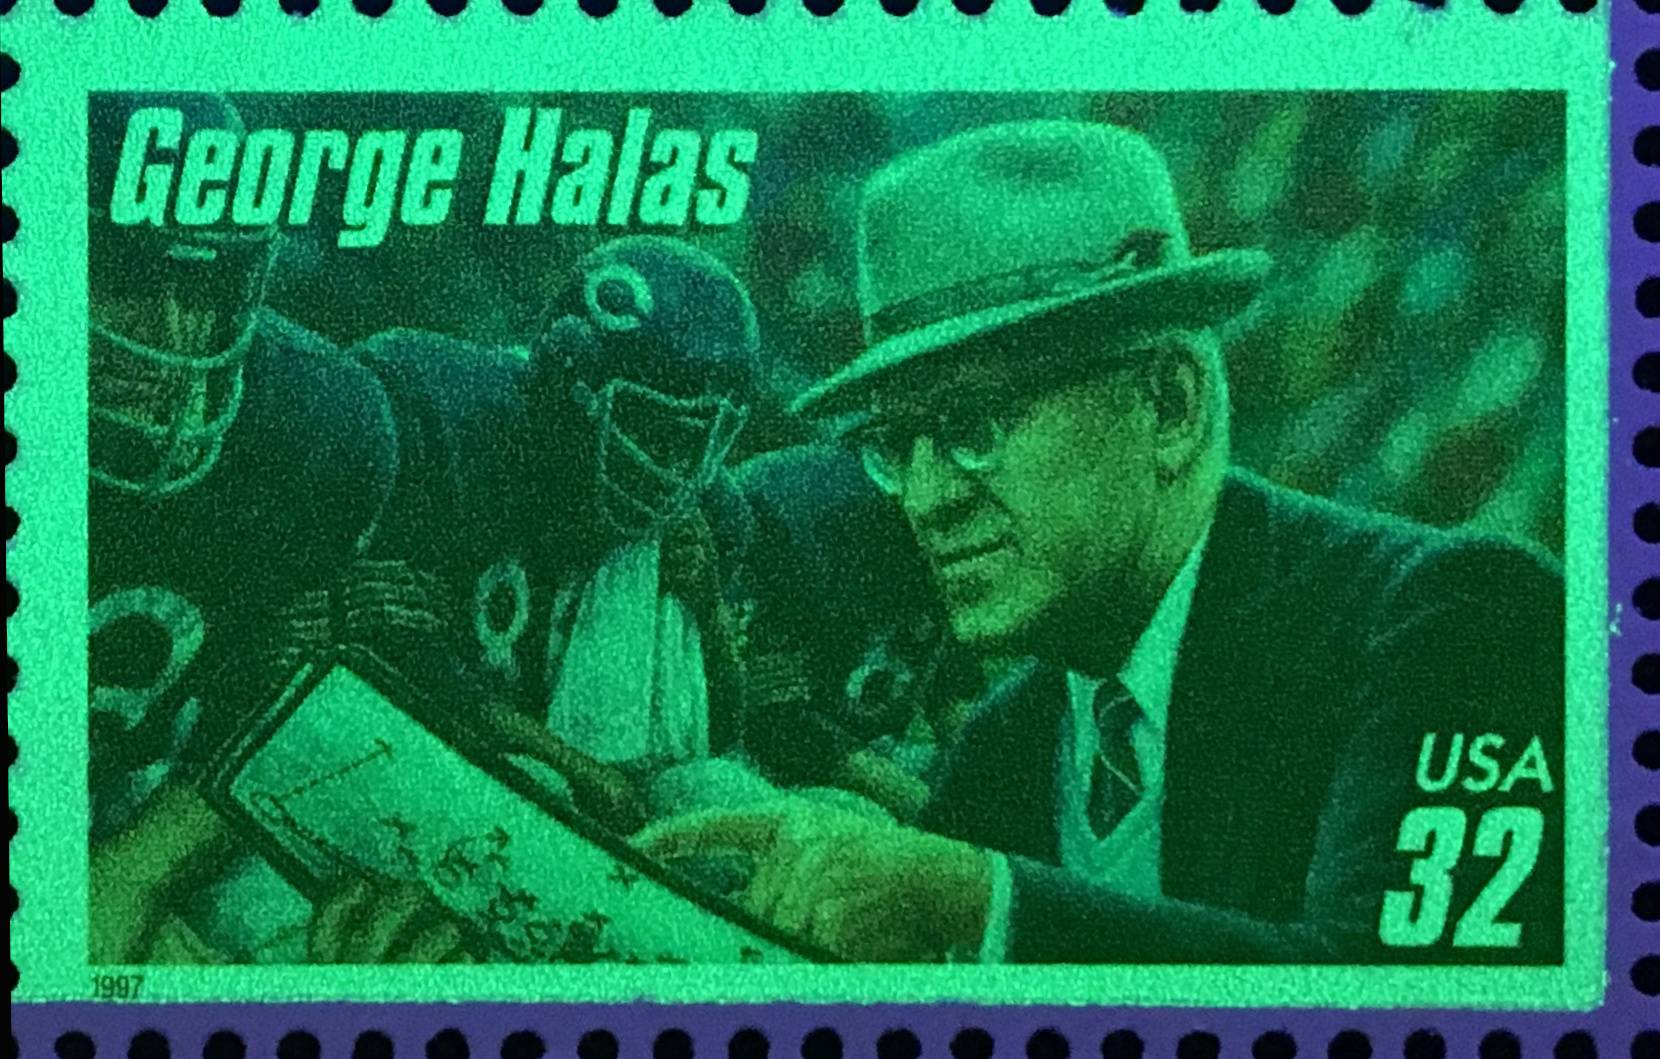 George Halas
C
USA
32
1997